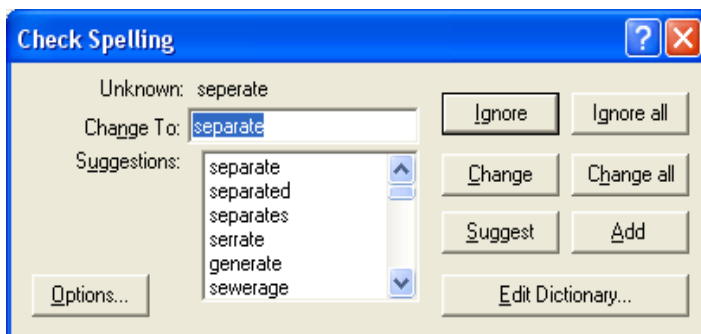 Check Spelling
Unknown: seperate
Change To: separate
Suggestions:
separate
separated
separates
serrate
generate
sewerage
Ignore
Ignore all
Change
Change all
Suggest
Add
Options...
Edit Dictionary...